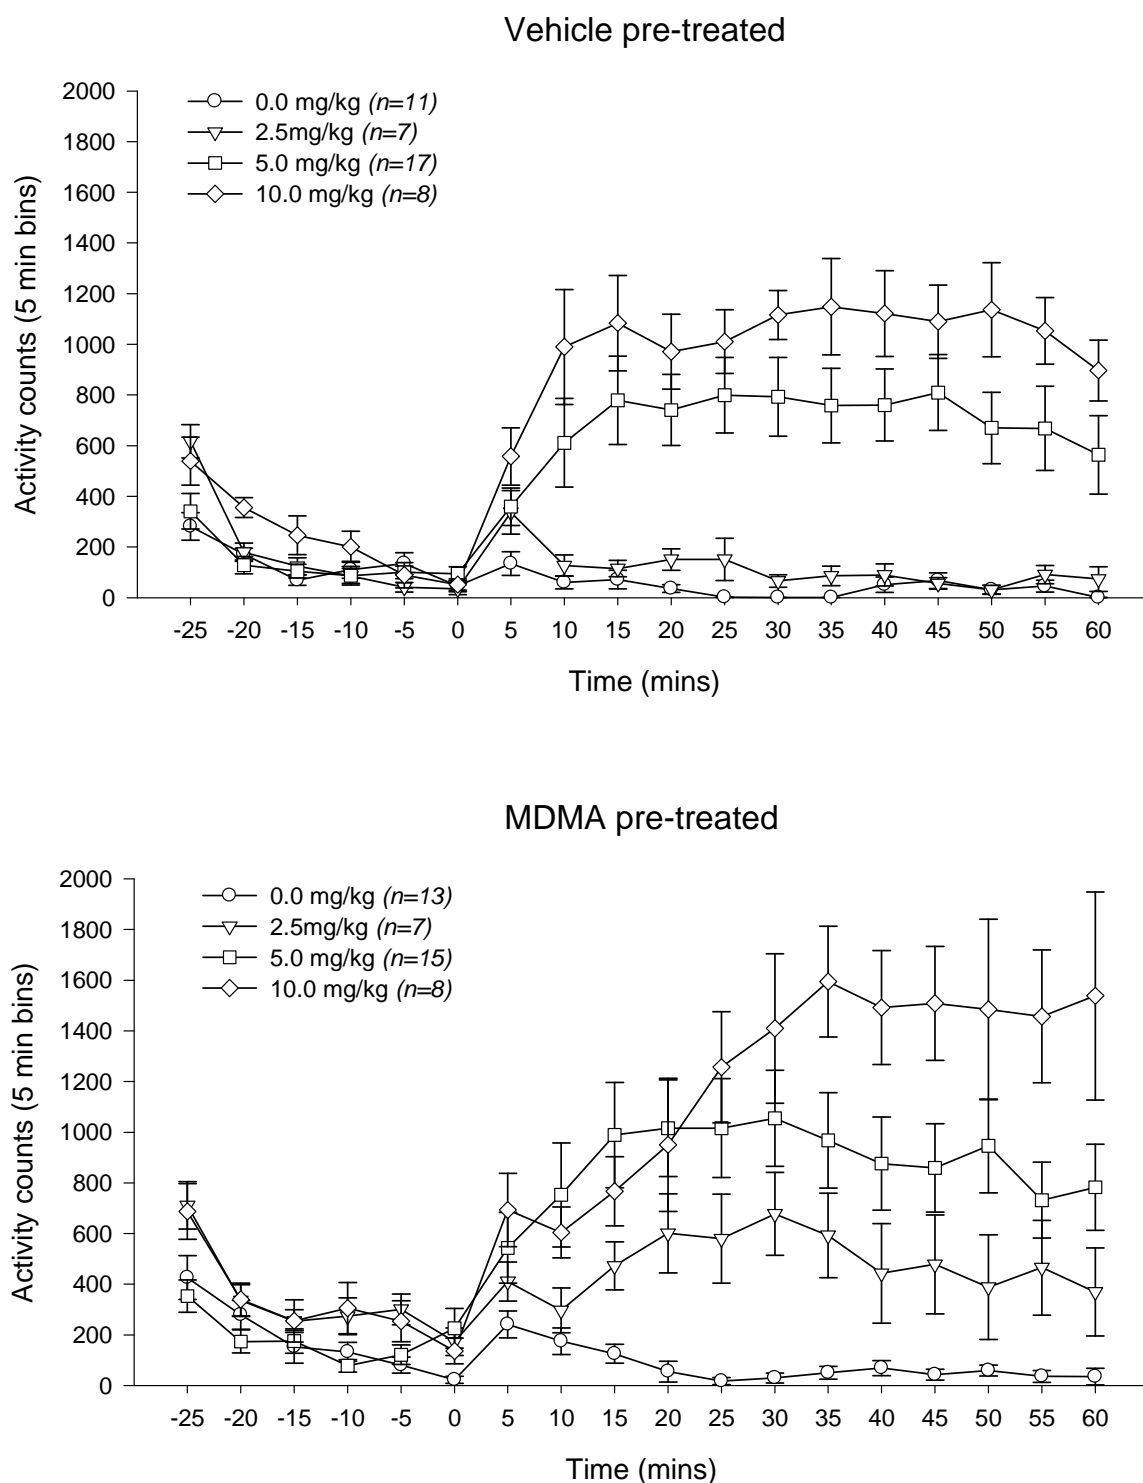 Vehicle pre-treated
2000
1800
1600
1400
1200
1000
800
600
400
200
0
Activity counts (5 min bins)
0.0 mg/kg (n=11)
2.5mg/kg (n=7)
5.0 mg/kg (n=17)
10.0 mg/kg (n=8)
-25 -20 -15 -10 -5 0 5 10 15 20 25 30 35 40 45 50 55 60
Time (mins)
MDMA pre-treated
2000
1800
1600
1400
1200
1000
800
600
400
200
0
Activity counts (5 min bins)
0.0 mg/kg (n=13)
2.5mg/kg (n=7)
5.0 mg/kg (n=15)
10.0 mg/kg (n=8)
-25 -20 -15 -10 -5 0 5 10 15 20 25 30 35 40 45 50 55 60
Time (mins)